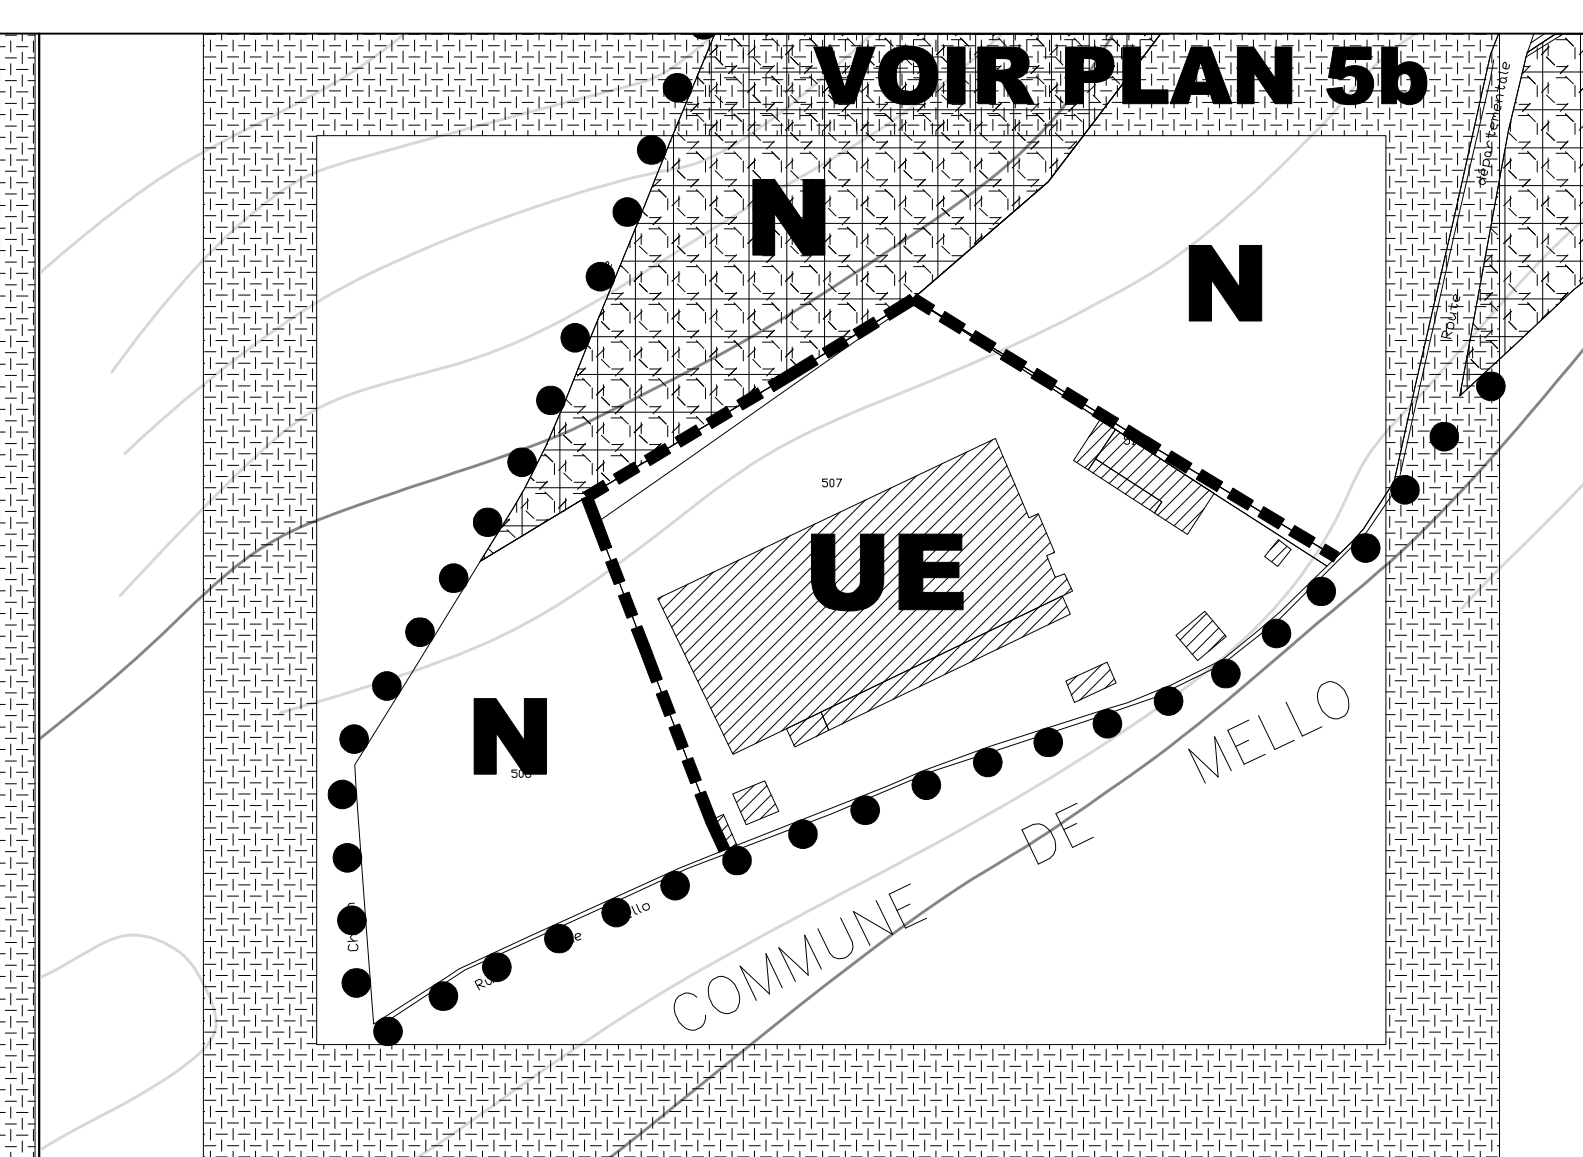 VOIR PLAN 5b
départementale
Route
N
N
507
UE
N
COMMUNE DE MELLO